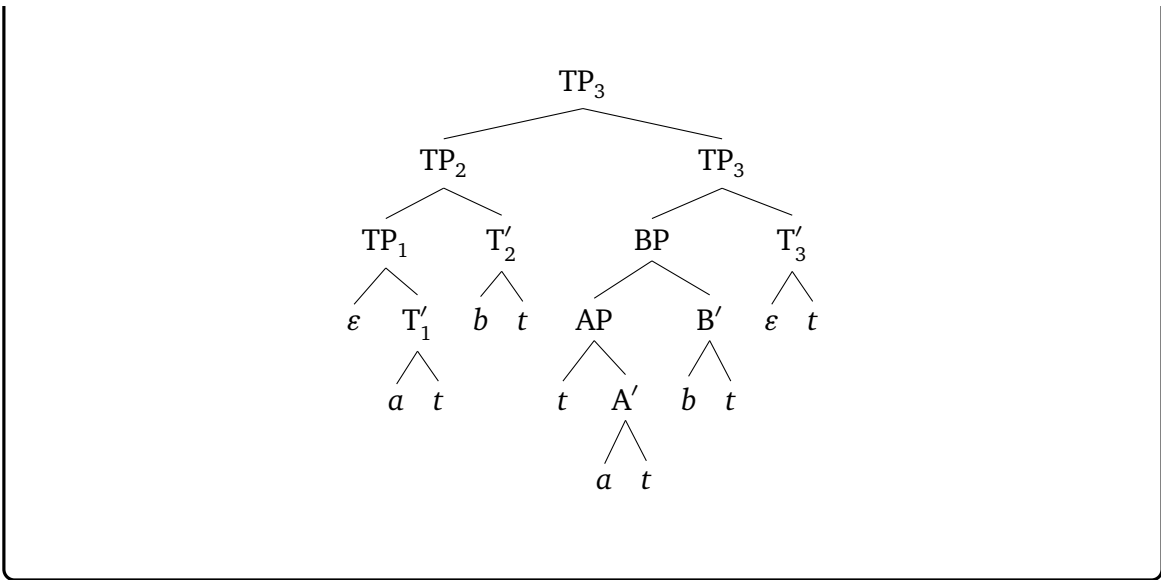 TP₃
TP₂ TP₃
TP₁ T′₂ BP T′₃
ε T′₁ b t AP B′ ε t
a t t A′ b t
a t